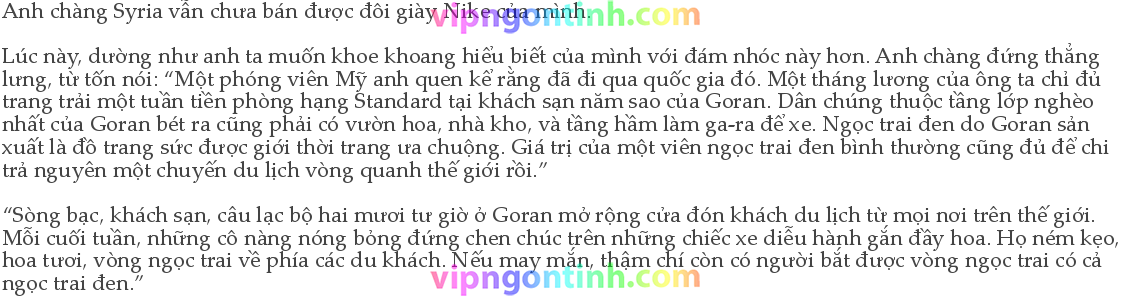 Anh chàng Syria vẫn chưa bán được đôi giày Nike của mình.
vipngontinh.com
Lúc này, dường như anh ta muốn khoe khoang hiểu biết của mình với đám nhóc này hơn. Anh chàng đứng thẳng
lưng, từ tốn nói: “Một phóng viên Mỹ anh quen kể rằng đã đi qua quốc gia đó. Một tháng lương của ông ta chỉ đủ
trang trải một tuần tiền phòng hạng Standard tại khách sạn năm sao của Goran. Dân chúng thuộc tầng lớp nghèo
nhất của Goran bét ra cũng phải có vườn hoa, nhà kho, và tầng hầm làm ga-ra để xe. Ngọc trai đen do Goran sản
xuất là đồ trang sức được giới thời trang ưa chuộng. Giá trị của một viên ngọc trai đen bình thường cũng đủ để chi
trả nguyên một chuyến du lịch vòng quanh thế giới rồi.”
“Sòng bạc, khách sạn, câu lạc bộ hai mươi tư giờ ở Goran mở rộng cửa đón khách du lịch từ mọi nơi trên thế giới.
Mỗi cuối tuần, những cô nàng nóng bỏng đứng chen chúc trên những chiếc xe diễu hành gắn đầy hoa. Họ ném kẹo,
hoa tươi, vòng ngọc trai về phía các du khách. Nếu may mắn, thậm chí còn có người bắt được vòng ngọc trai có cả
ngọc trai đen.”
vipngontinh.com